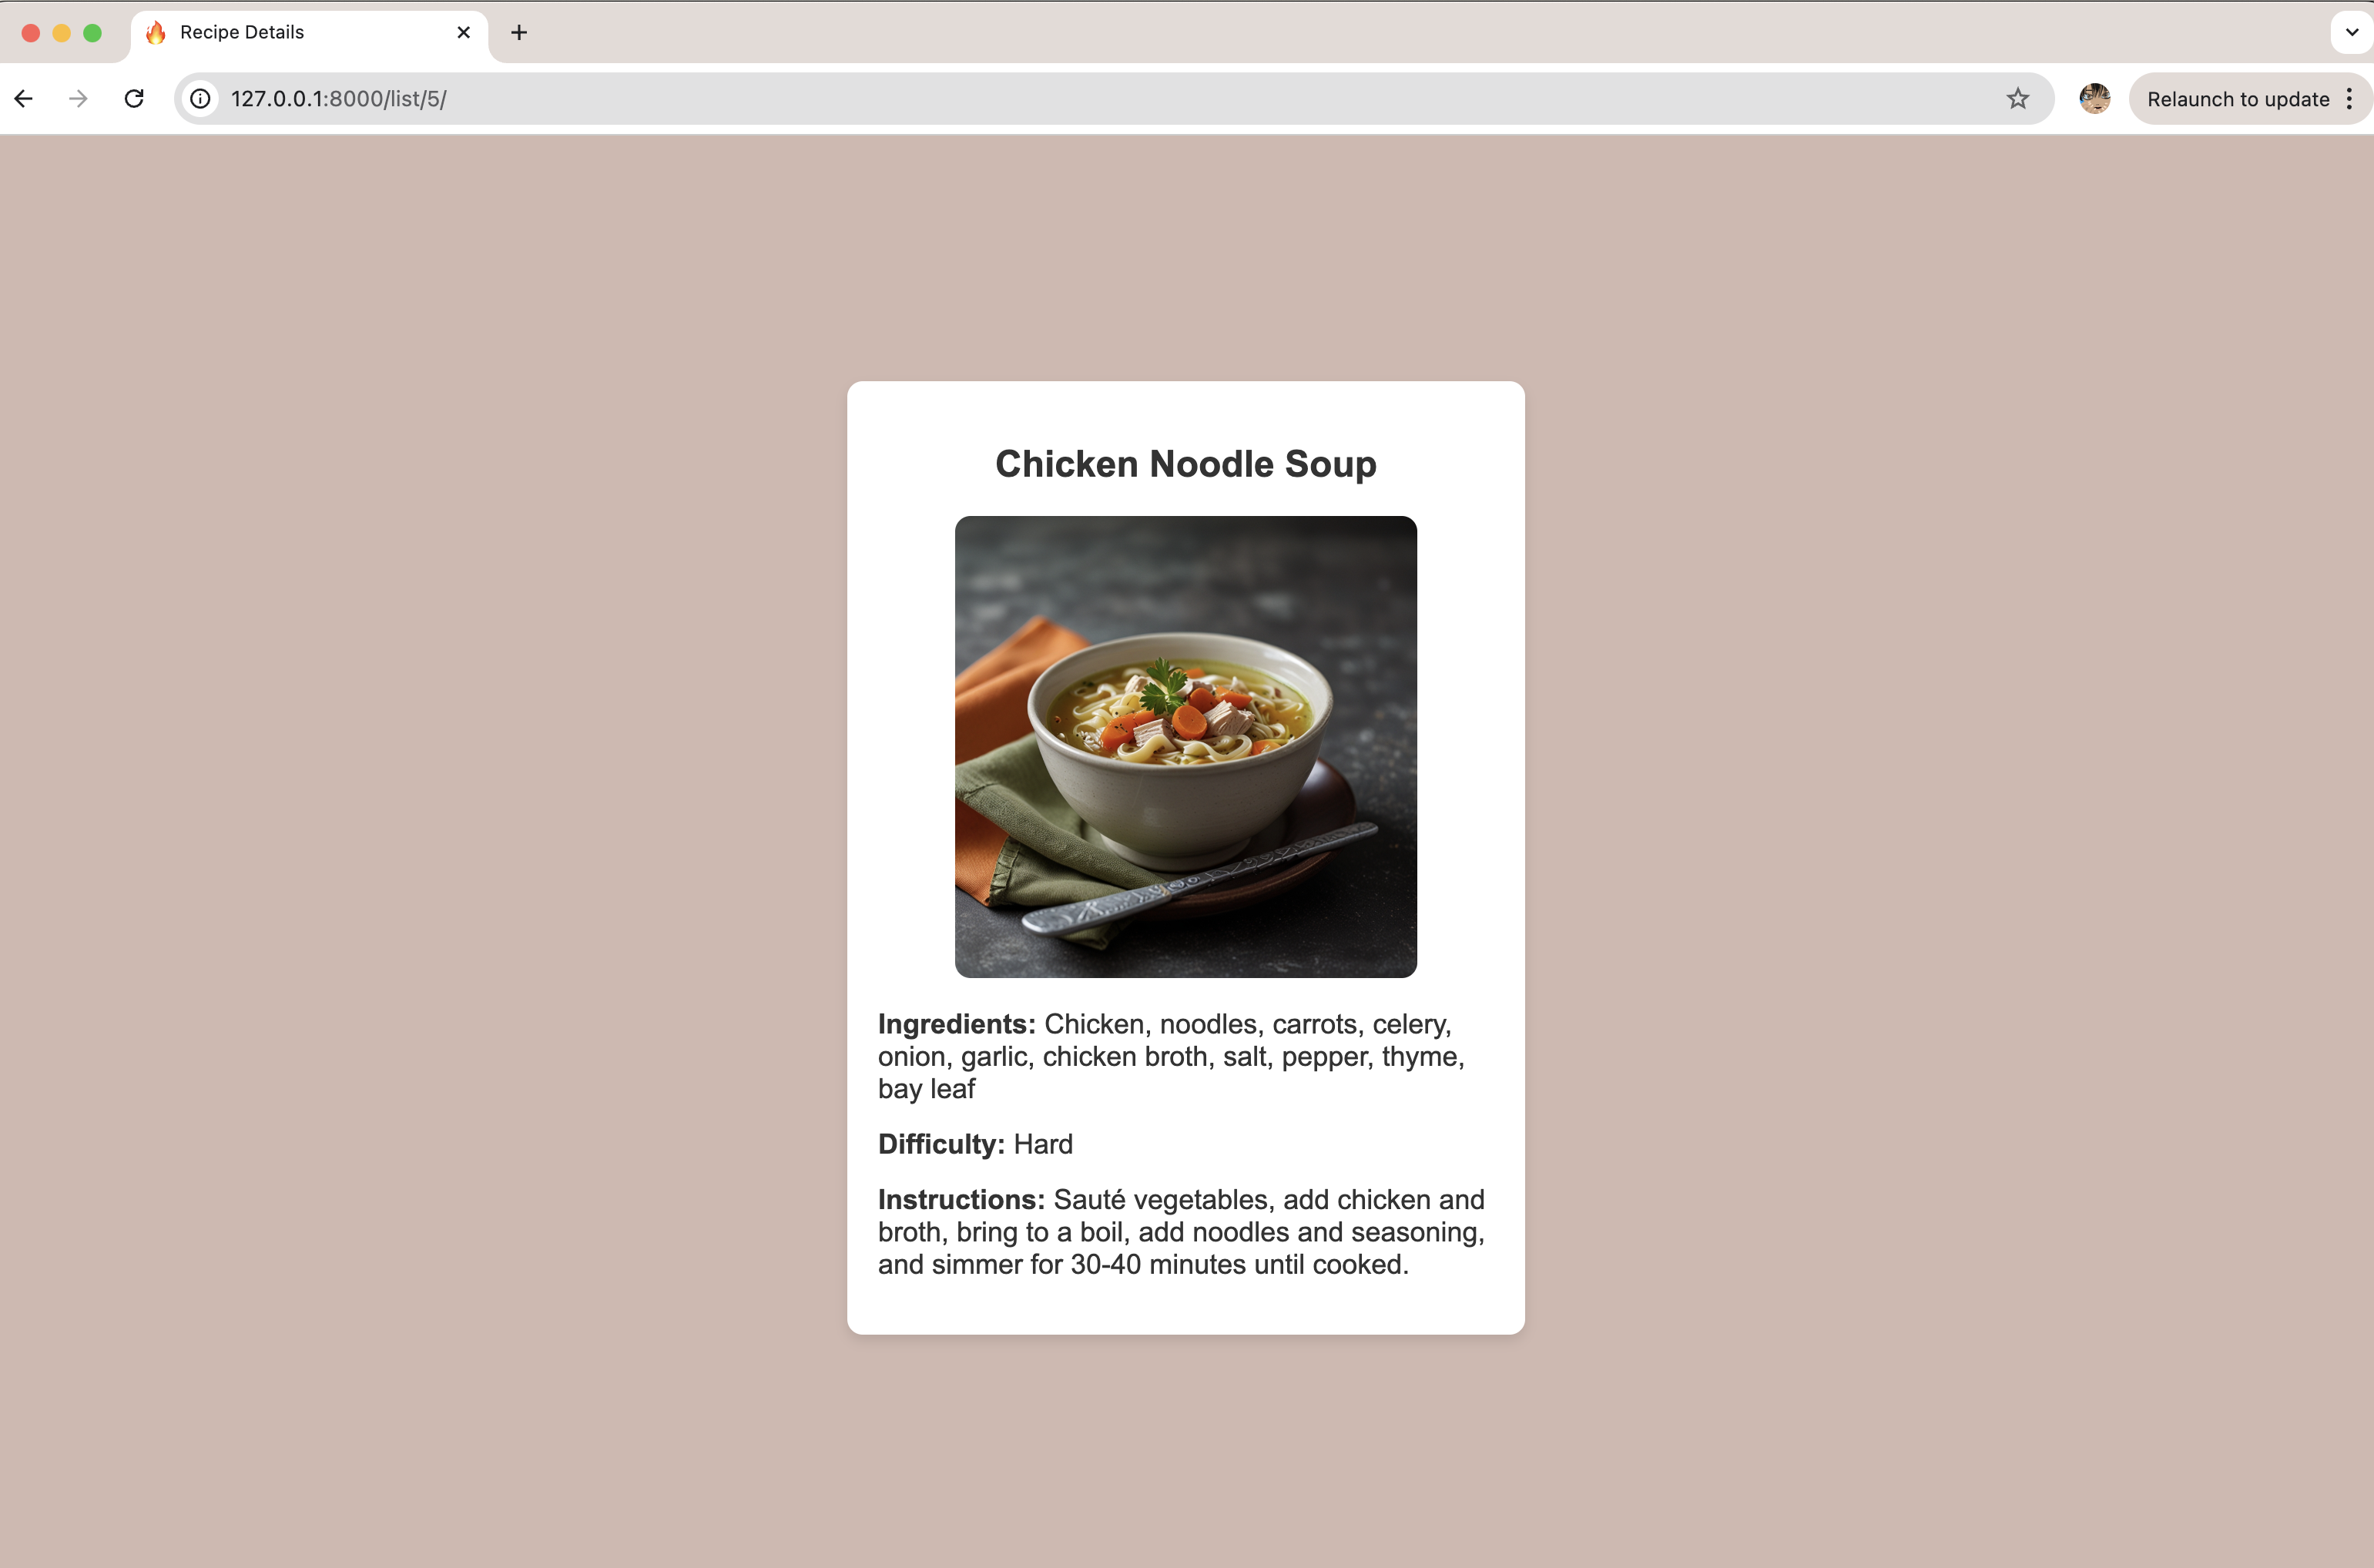 Recipe Details
127.0.0.1:8000/list/5/
Relaunch to update
Chicken Noodle Soup
Ingredients: Chicken, noodles, carrots, celery,
onion, garlic, chicken broth, salt, pepper, thyme,
bay leaf
Difficulty: Hard
Instructions: Sauté vegetables, add chicken and
broth, bring to a boil, add noodles and seasoning,
and simmer for 30-40 minutes until cooked.